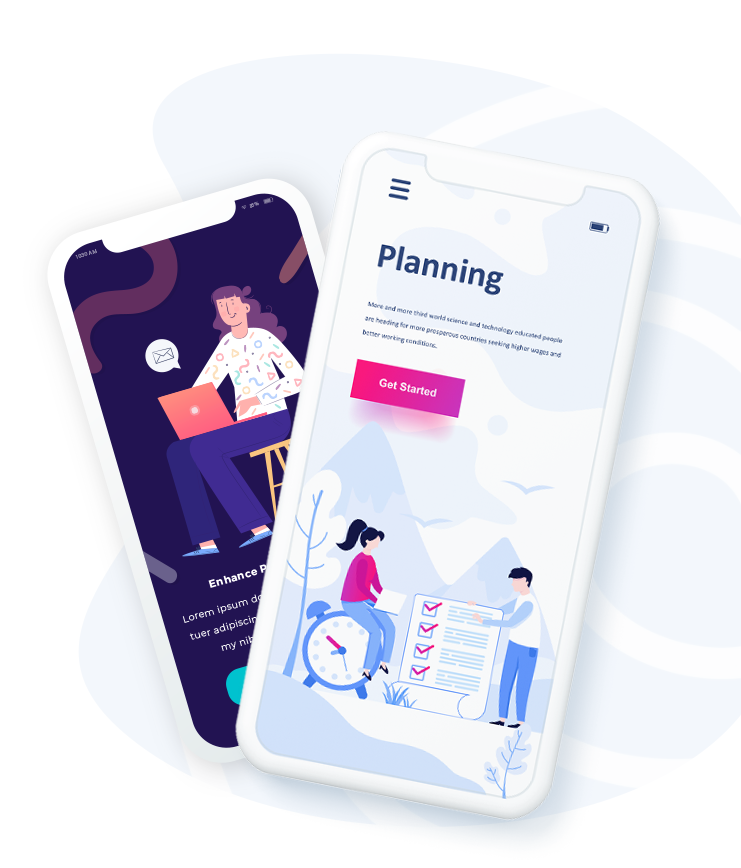 10:20 AM
Enhance
Lorem ipsum
tuer adipiscin
my nib
Planning
More and more third world science and technology educated people
are heading for more prosperous countries seeking higher wages and
better working conditions.
Get Started